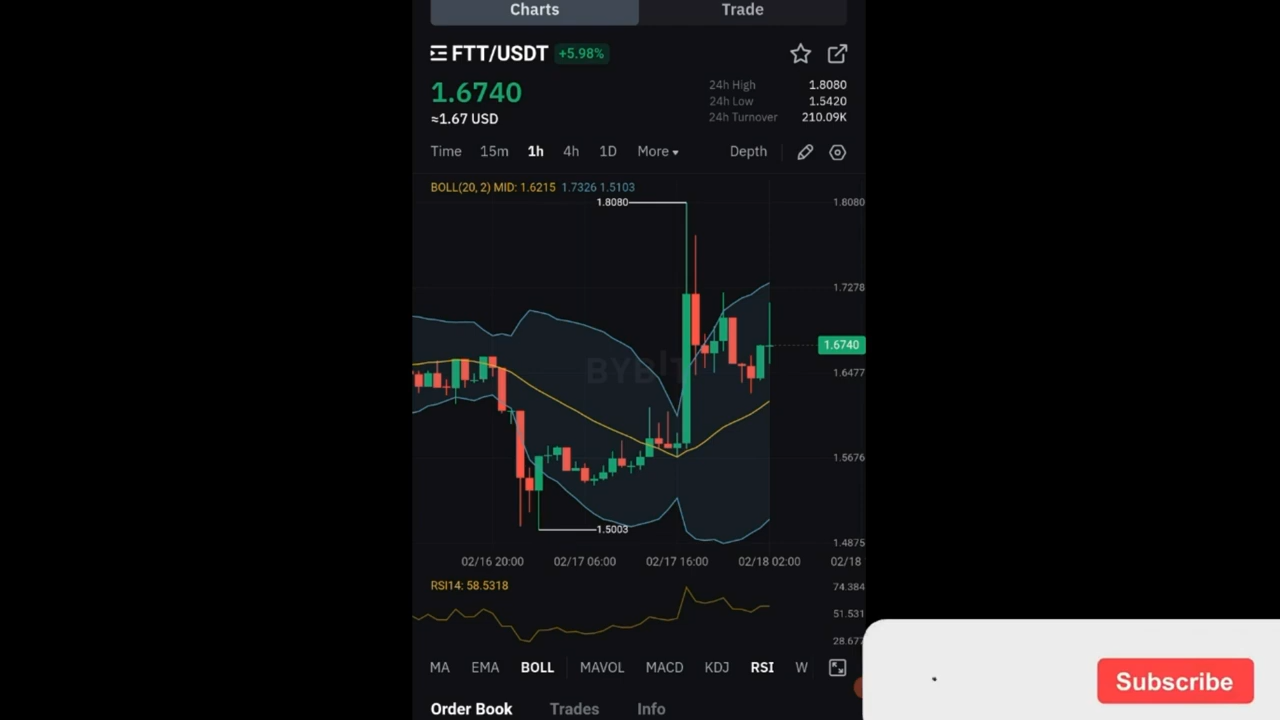 Charts Trade
FTT/USDT +5.98%
1.6740
≈1.67 USD
24h High 1.8080
24h Low 1.5420
24h Turnover 210.09K
Time 15m 1h 4h 1D More Depth
BOLL(20, 2) MID: 1.6215 1.7326 1.5103
1.8080
1.8080
1.7278
1.6740
BYBIT
1.6477
1.5676
1.5003
1.4875
02/16 20:00 02/17 06:00 02/17 16:00 02/18 02:00 02/18
RSI14: 58.5318
74.384
51.531
28.677
MA EMA BOLL MAVOL MACD KDJ RSI W
Subscribe
Order Book Trades Info